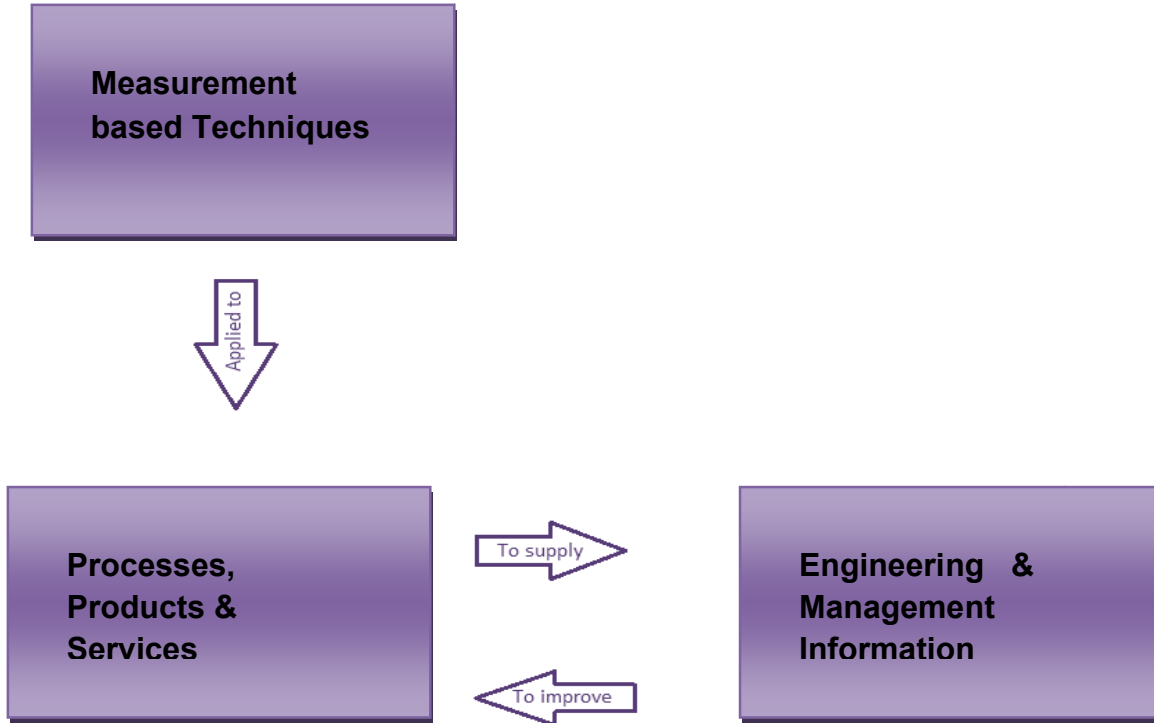 Measurement
based Techniques
Applied to
Processes,
Products &
Services
To supply
Engineering &
Management
Information
To improve